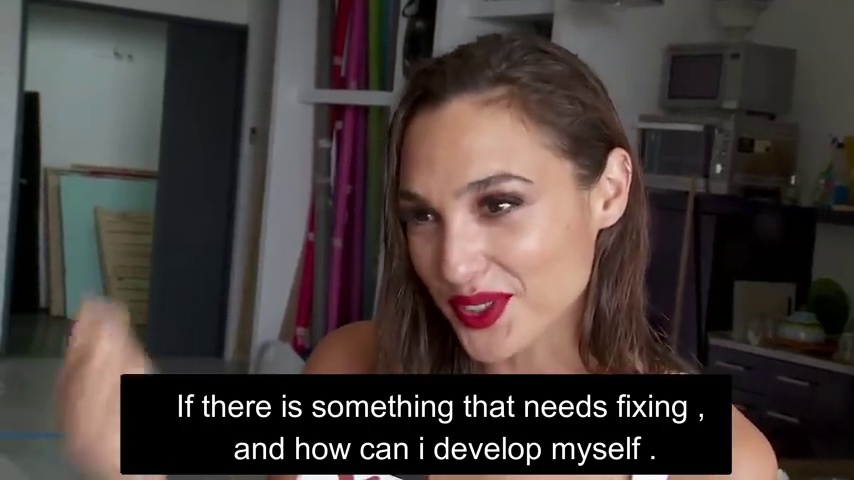 If there is something that needs fixing ,
and how can i develop myself .